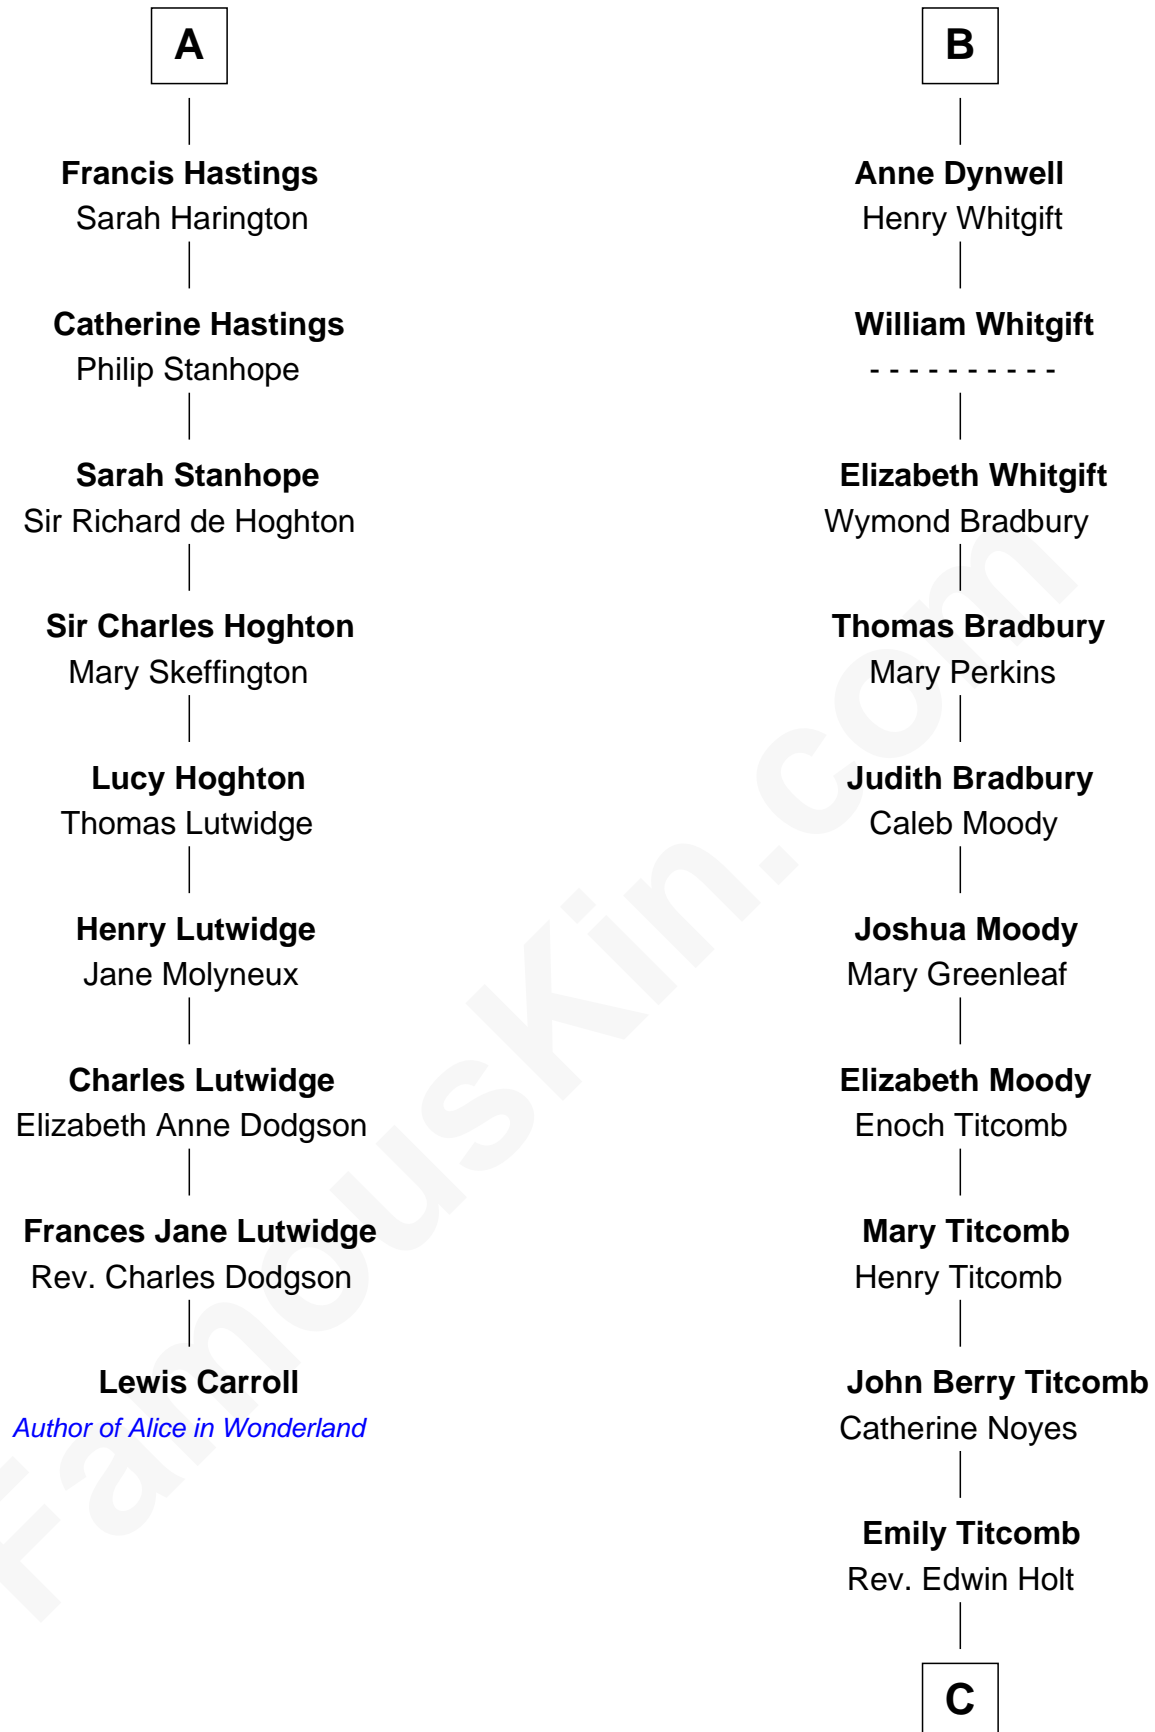 A
Francis Hastings
Sarah Harington
Catherine Hastings
Philip Stanhope
Sarah Stanhope
Sir Richard de Hoghton
Sir Charles Hoghton
Mary Skeffington
Lucy Hoghton
Thomas Lutwidge
Henry Lutwidge
Jane Molyneux
Charles Lutwidge
Elizabeth Anne Dodgson
Frances Jane Lutwidge
Rev. Charles Dodgson
Lewis Carroll
Author of Alice in Wonderland
B
Anne Dynwell
Henry Whitgift
William Whitgift
- - - - - - - - - -
Elizabeth Whitgift
Wymond Bradbury
Thomas Bradbury
Mary Perkins
Judith Bradbury
Caleb Moody
Joshua Moody
Mary Greenleaf
Elizabeth Moody
Enoch Titcomb
Mary Titcomb
Henry Titcomb
John Berry Titcomb
Catherine Noyes
Emily Titcomb
Rev. Edwin Holt
C
FamousKin.com